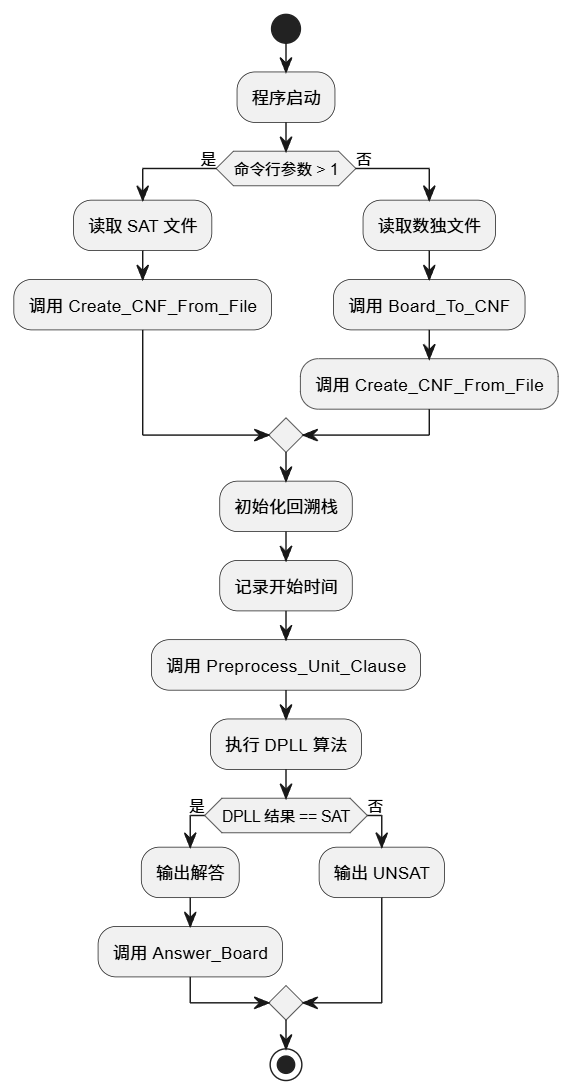 程序启动
是
命令行参数 > 1
否
读取 SAT 文件
读取数独文件
调用 Create_CNF_From_File
调用 Board_To_CNF
调用 Create_CNF_From_File
初始化回溯栈
记录开始时间
调用 Preprocess_Unit_Clause
执行 DPLL 算法
是
DPLL 结果 == SAT
否
输出解答
输出 UNSAT
调用 Answer_Board